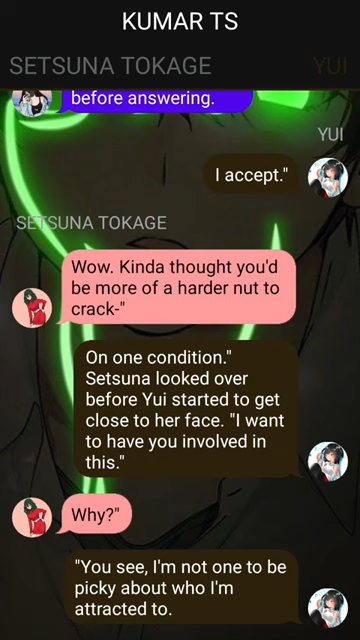 KUMAR TS
SETSUNA TOKAGE
YUI
before answering.
YUI
I accept."
SETSUNA TOKAGE
Wow. Kinda thought you'd
be more of a harder nut to
crack-"
On one condition."
Setsuna looked over
before Yui started to get
close to her face. "I want
to have you involved in
this."
Why?"
"You see, I'm not one to be
picky about who I'm
attracted to.